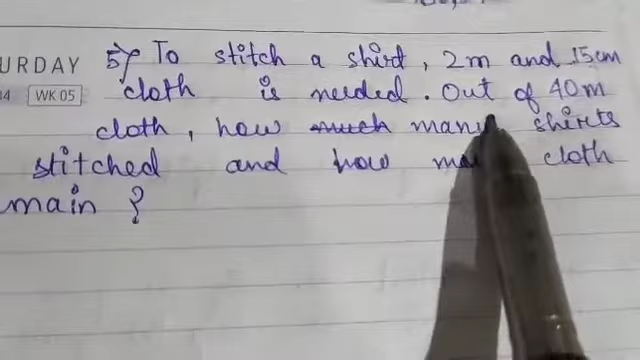 URDAY 5) To stitch a shirt, 2m and 15cm
WK 05 cloth is needed. Out of 40m
cloth, how much many shirts
stitched and how cloth
main ?